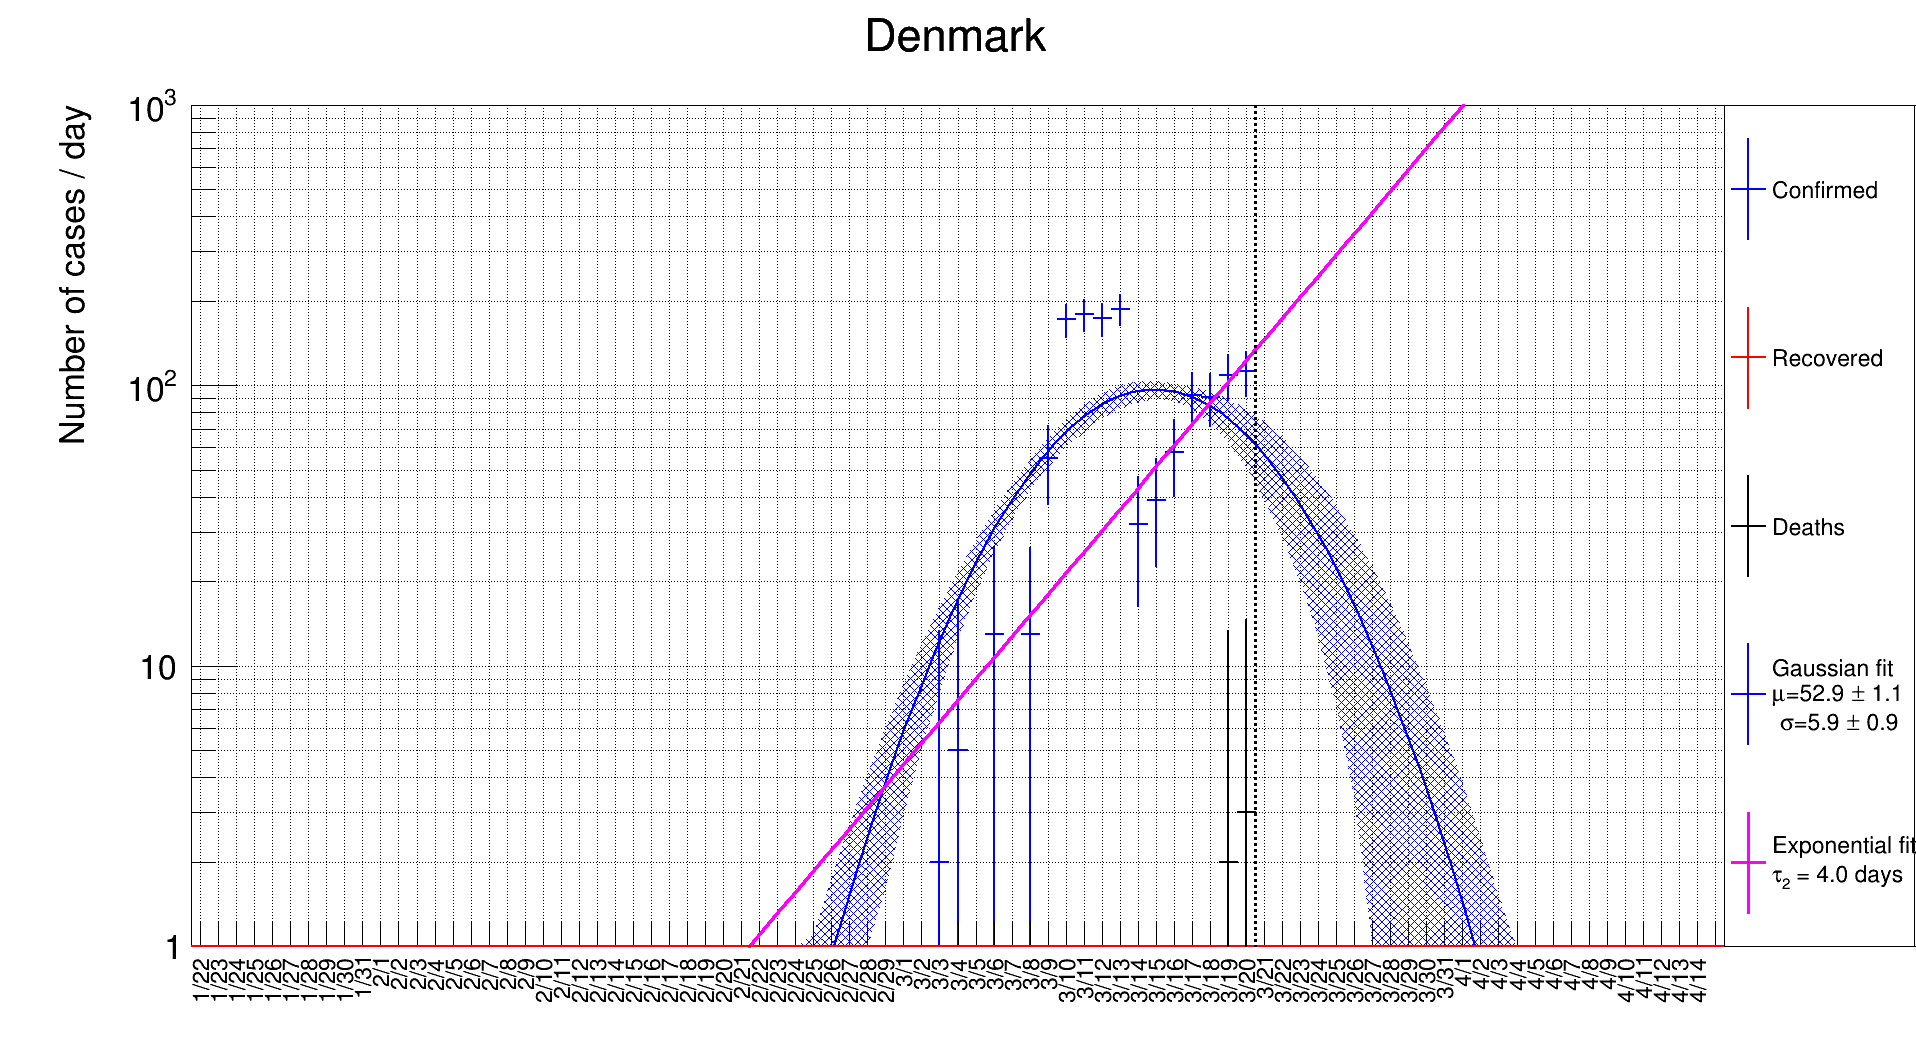 Denmark
Number of cases / day
10³
10²
10
1
1/22 1/23 1/24 1/25 1/26 1/27 1/28 1/29 1/30 1/31 2/1 2/2 2/3 2/4 2/5 2/6 2/7 2/8 2/9 2/10 2/11 2/12 2/13 2/14 2/15 2/16 2/17 2/18 2/19 2/20 2/21 2/22 2/23 2/24 2/25 2/26 2/27 2/28 2/29 3/1 3/2 3/3 3/4 3/5 3/6 3/7 3/8 3/9 3/10 3/11 3/12 3/13 3/14 3/15 3/16 3/17 3/18 3/19 3/20 3/21 3/22 3/23 3/24 3/25 3/26 3/27 3/28 3/29 3/30 3/31 4/1 4/2 4/3 4/4 4/5 4/6 4/7 4/8 4/9 4/10 4/11 4/12 4/13 4/14
Confirmed
Recovered
Deaths
Gaussian fit
μ=52.9 ± 1.1
σ=5.9 ± 0.9
Exponential fit
τ₂ = 4.0 days